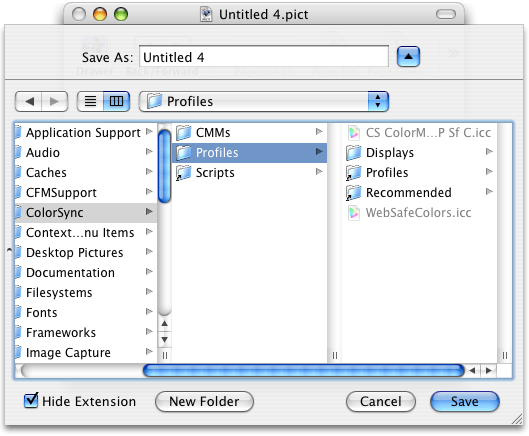 Untitled 4.pict
Save As: Untitled 4
Profiles
Application Support
Audio
Caches
CFMSupport
ColorSync
Context...nu Items
Desktop Pictures
Documentation
Filesystems
Fonts
Frameworks
Image Capture
CMMs
Profiles
Scripts
CS ColorM...P Sf C.icc
Displays
Profiles
Recommended
WebSafeColors.icc
Hide Extension
New Folder
Cancel
Save